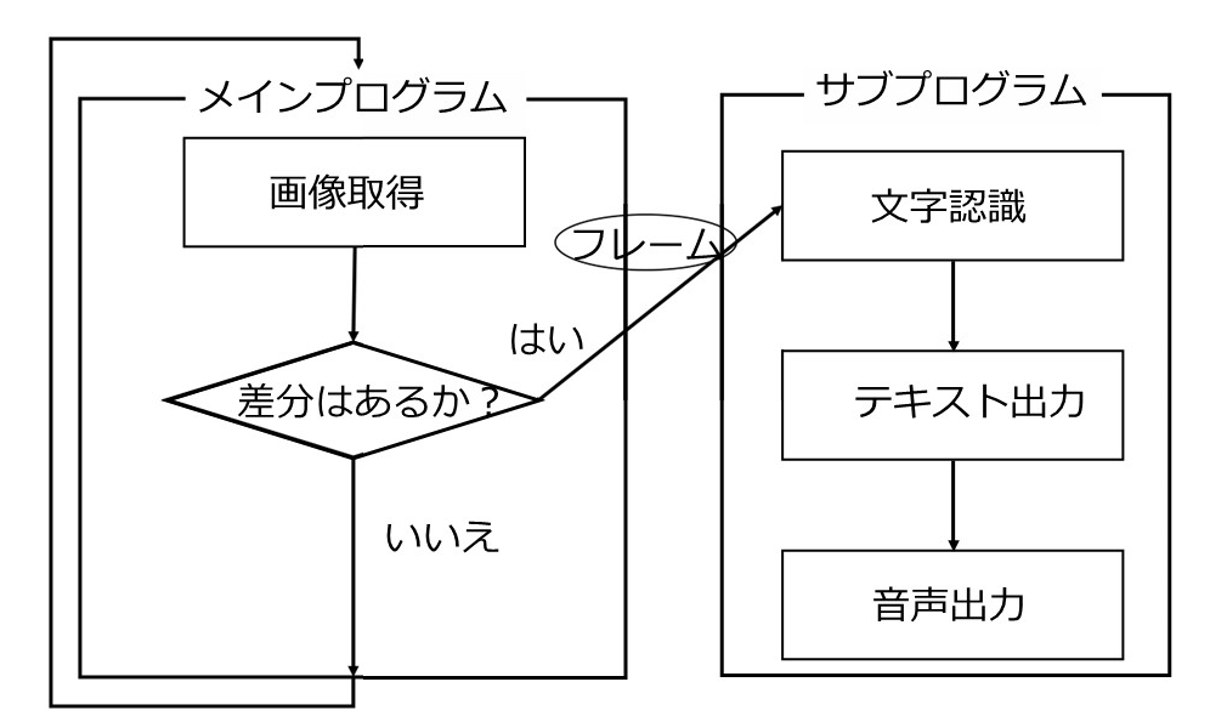 メインプログラム
画像取得
差分はあるか？
はい
いいえ
フレーム
サブプログラム
文字認識
テキスト出力
音声出力